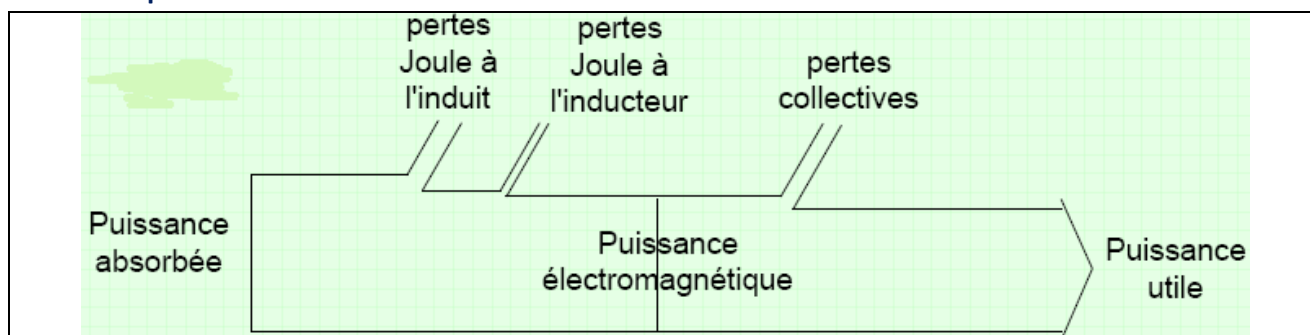 pertes
Joule à
l'induit
pertes
Joule à
l'inducteur
pertes
collectives
Puissance
absorbée
Puissance
électromagnétique
Puissance
utile